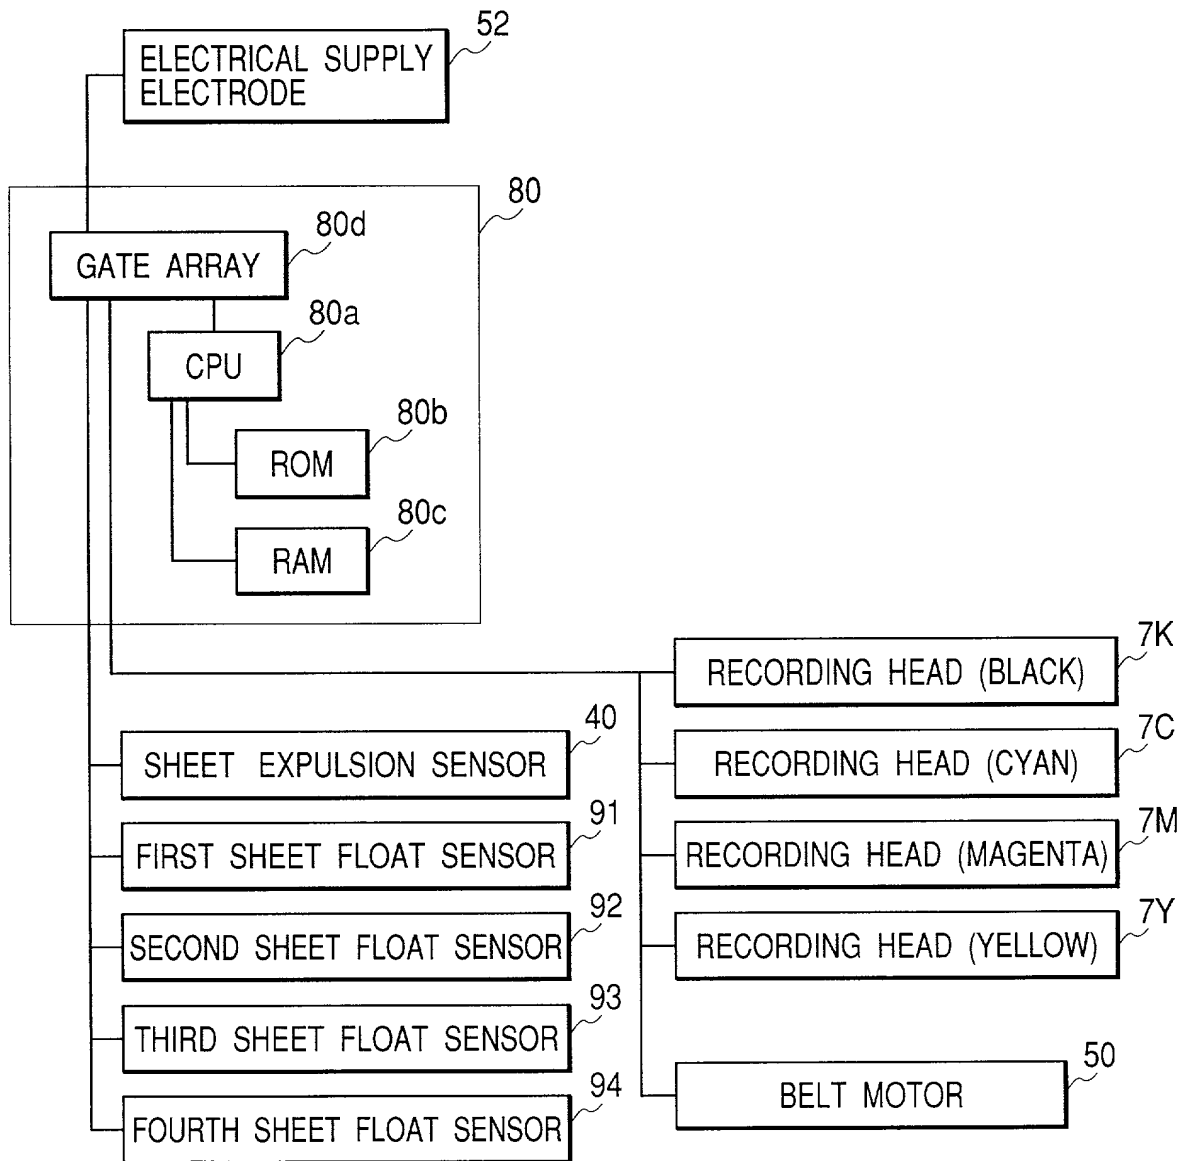 52
ELECTRICAL SUPPLY
ELECTRODE
80
80d
GATE ARRAY
80a
CPU
80b
ROM
80c
RAM
7K
RECORDING HEAD (BLACK)
40
SHEET EXPULSION SENSOR
7C
RECORDING HEAD (CYAN)
91
FIRST SHEET FLOAT SENSOR
7M
RECORDING HEAD (MAGENTA)
92
SECOND SHEET FLOAT SENSOR
7Y
RECORDING HEAD (YELLOW)
93
THIRD SHEET FLOAT SENSOR
50
BELT MOTOR
94
FOURTH SHEET FLOAT SENSOR